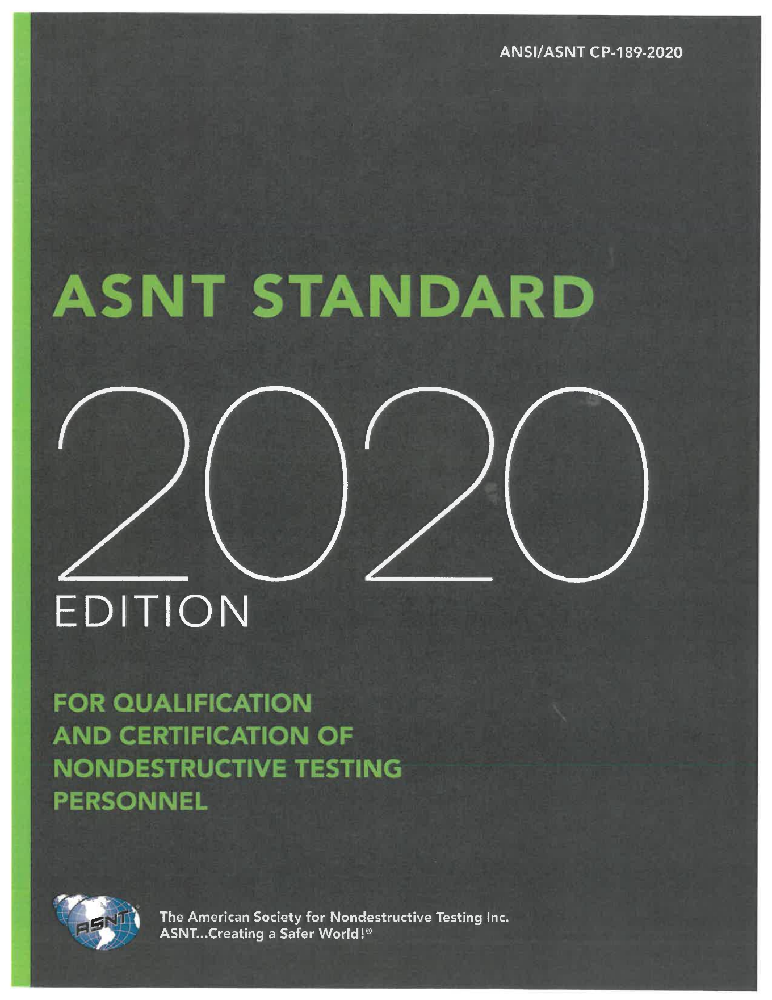 ANSI/ASNT CP-189-2020
ASNT STANDARD
2020
EDITION
FOR QUALIFICATION
AND CERTIFICATION OF
NONDESTRUCTIVE TESTING
PERSONNEL
ASNT®
The American Society for Nondestructive Testing Inc.
ASNT...Creating a Safer World!®